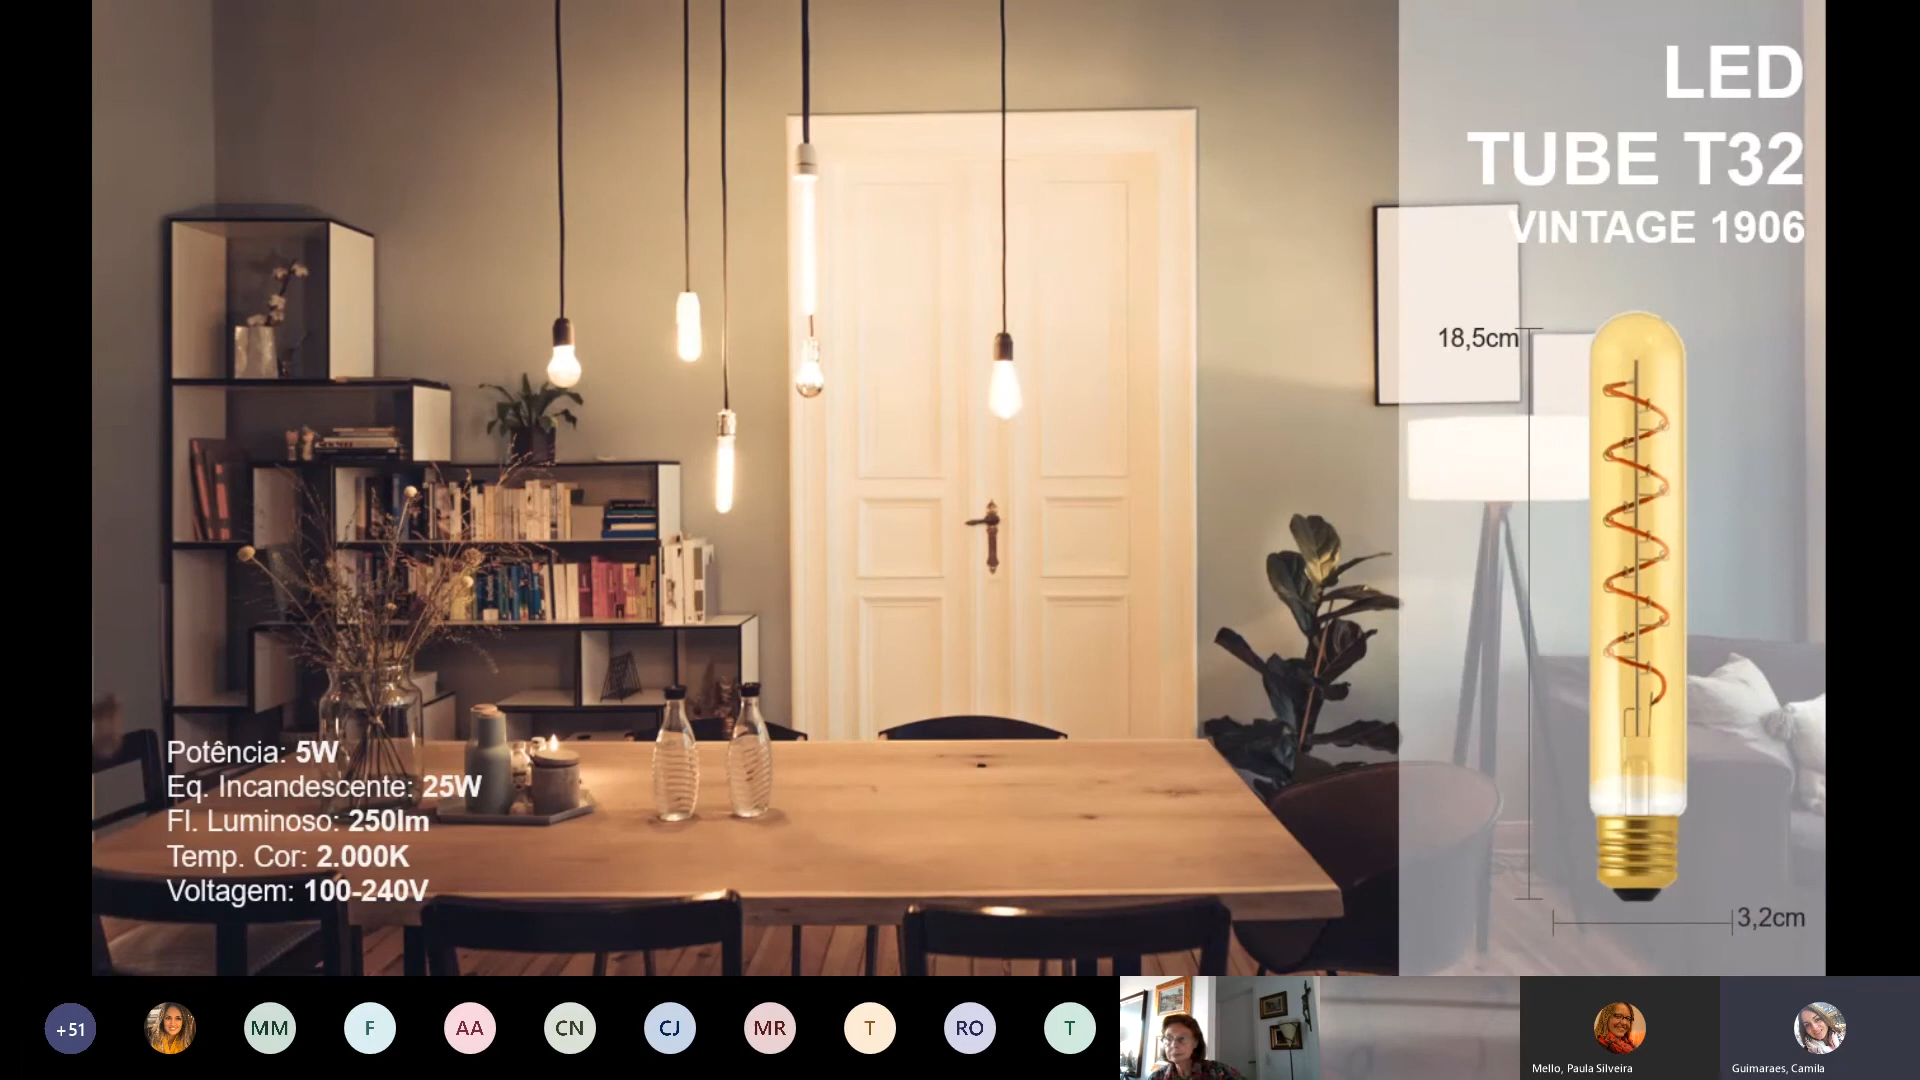 LED
TUBE T32
VINTAGE 1906
18,5cm
3,2cm
Potência: 5W
Eq. Incandescente: 25W
Fl. Luminoso: 250lm
Temp. Cor: 2.000K
Voltagem: 100-240V
+51
MM
F
AA
CN
CJ
MR
T
RO
T
Mello, Paula Silveira
Guimaraes, Camila